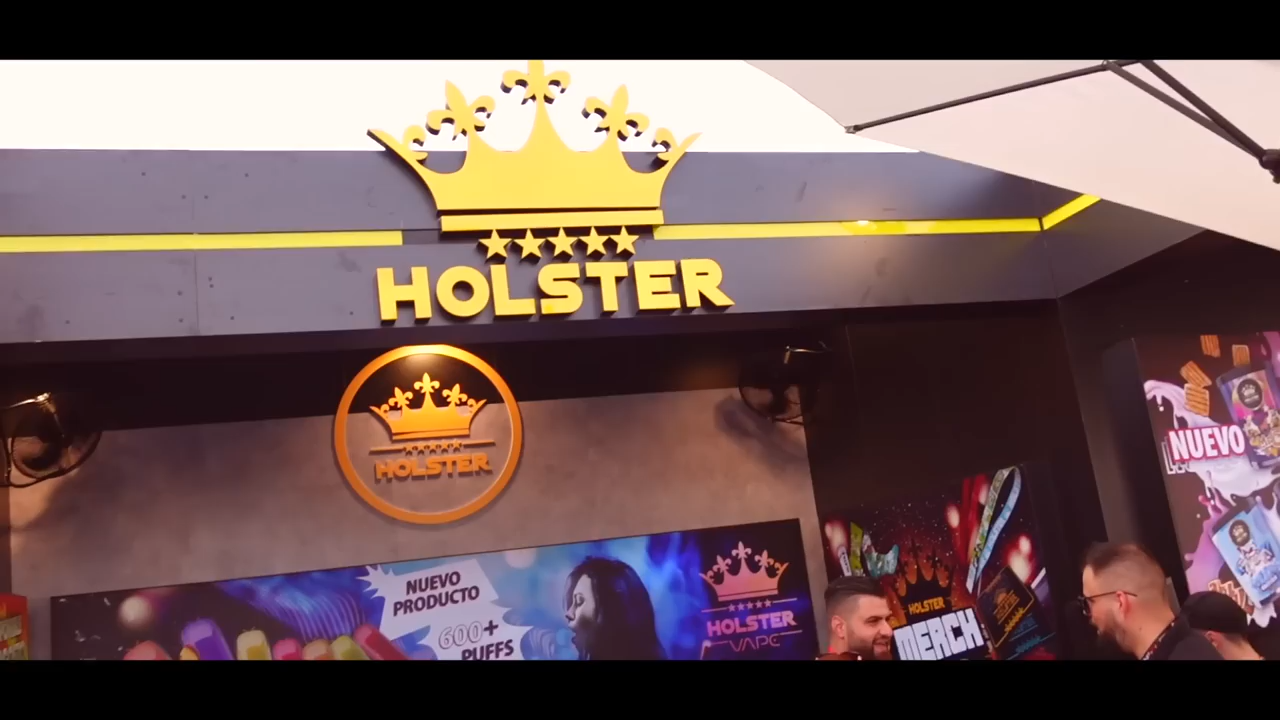 HOLSTER
HOLSTER
NUEVO
PRODUCTO
600+
PUFFS
HOLSTER
VAPE
HOLSTER
MERCH
NUEVO